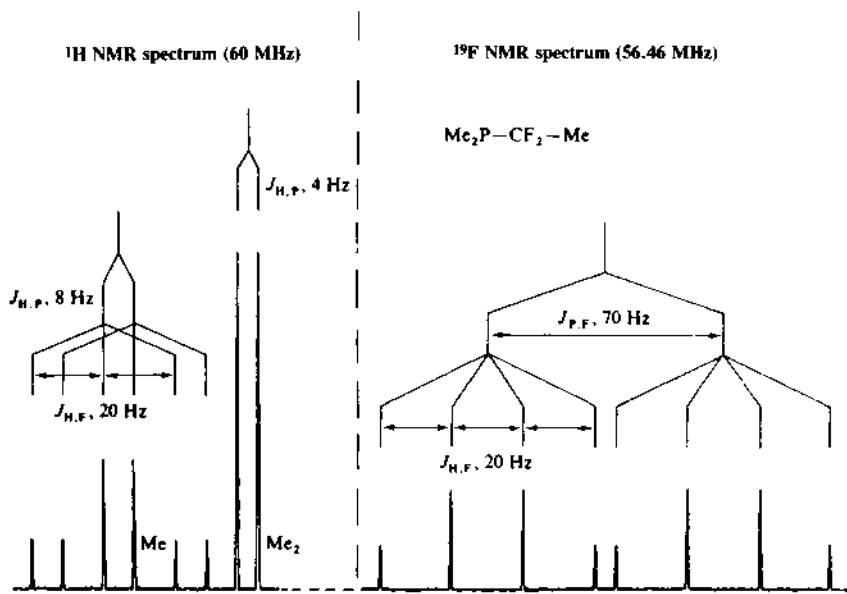 ¹H NMR spectrum (60 MHz)
¹⁹F NMR spectrum (56.46 MHz)
Me₂P—CF₂—Me
J_H,P, 4 Hz
J_H,P, 8 Hz
J_P,F, 70 Hz
J_H,F, 20 Hz
J_H,F, 20 Hz
Me
Me₂